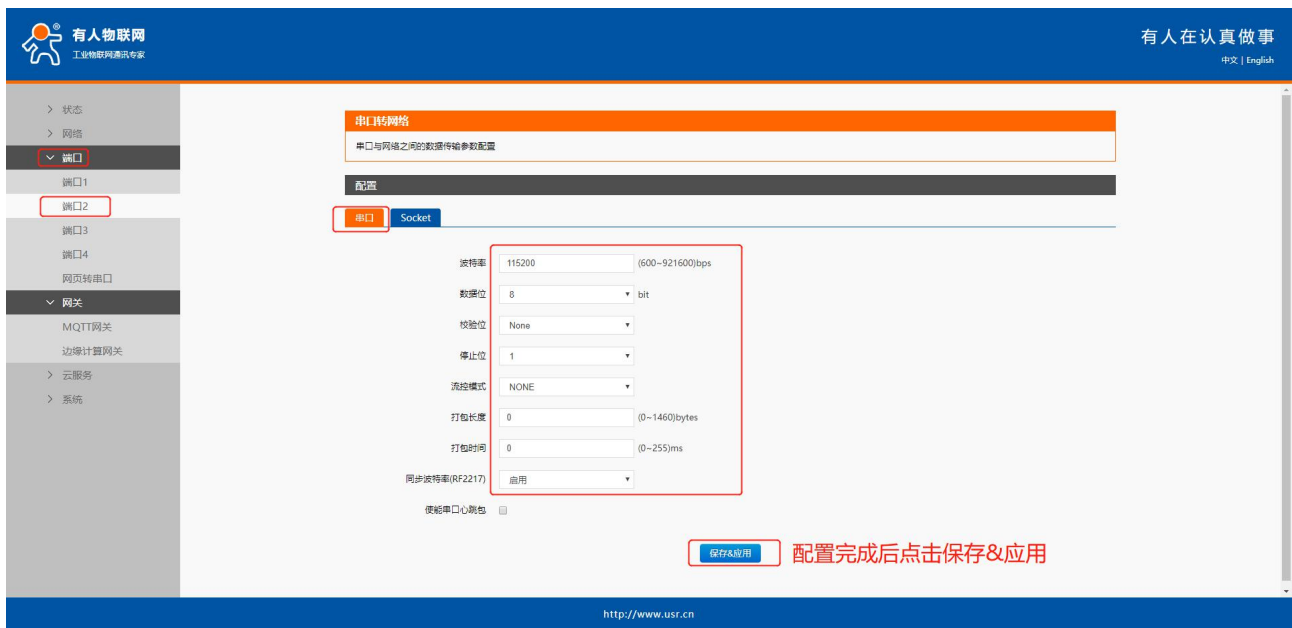 有人物联网
工业物联网通讯专家
有人在认真做事
中文 | English
状态
网络
端口
端口1
端口2
端口3
端口4
网页转串口
网关
MQTT网关
边缘计算网关
云服务
系统
串口转网络
串口与网络之间的数据传输参数配置
配置
串口 Socket
波特率 115200 (600~921600)bps
数据位 8 bit
校验位 None
停止位 1
流控模式 NONE
打包长度 0 (0~1460)bytes
打包时间 0 (0~255)ms
同步波特率(RF2217) 启用
使能串口心跳包
保存&应用 配置完成后点击保存&应用
http://www.usr.cn